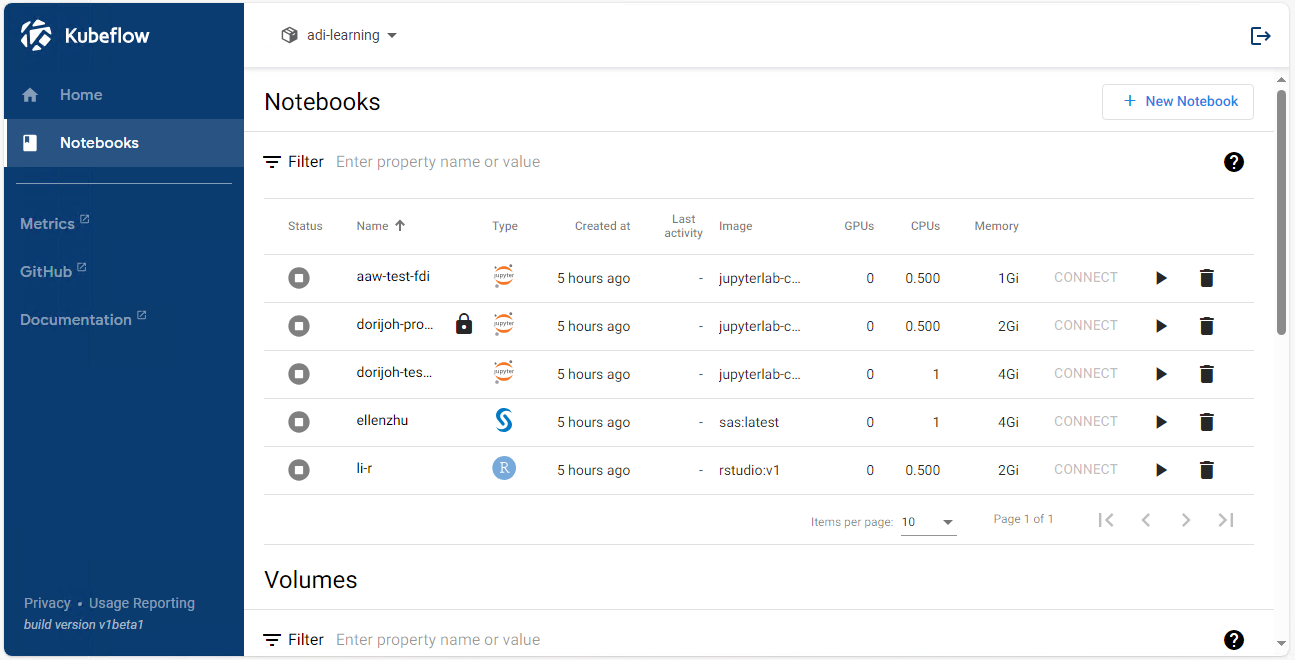 Kubeflow
adi-learning
Home
Notebooks
Metrics
GitHub
Documentation
Privacy • Usage Reporting
build version v1beta1
Notebooks
+ New Notebook
Filter Enter property name or value
Status Name Type Created at Last activity Image GPUs CPUs Memory
aaw-test-fdi jupyter 5 hours ago - jupyterlab-c... 0 0.500 1Gi CONNECT
dorijoh-pro... jupyter 5 hours ago - jupyterlab-c... 0 0.500 2Gi CONNECT
dorijoh-tes... jupyter 5 hours ago - jupyterlab-c... 0 1 4Gi CONNECT
ellenzhu 5 hours ago - sas:latest 0 1 4Gi CONNECT
li-r R 5 hours ago - rstudio:v1 0 0.500 2Gi CONNECT
Items per page: 10 Page 1 of 1
Volumes
Filter Enter property name or value